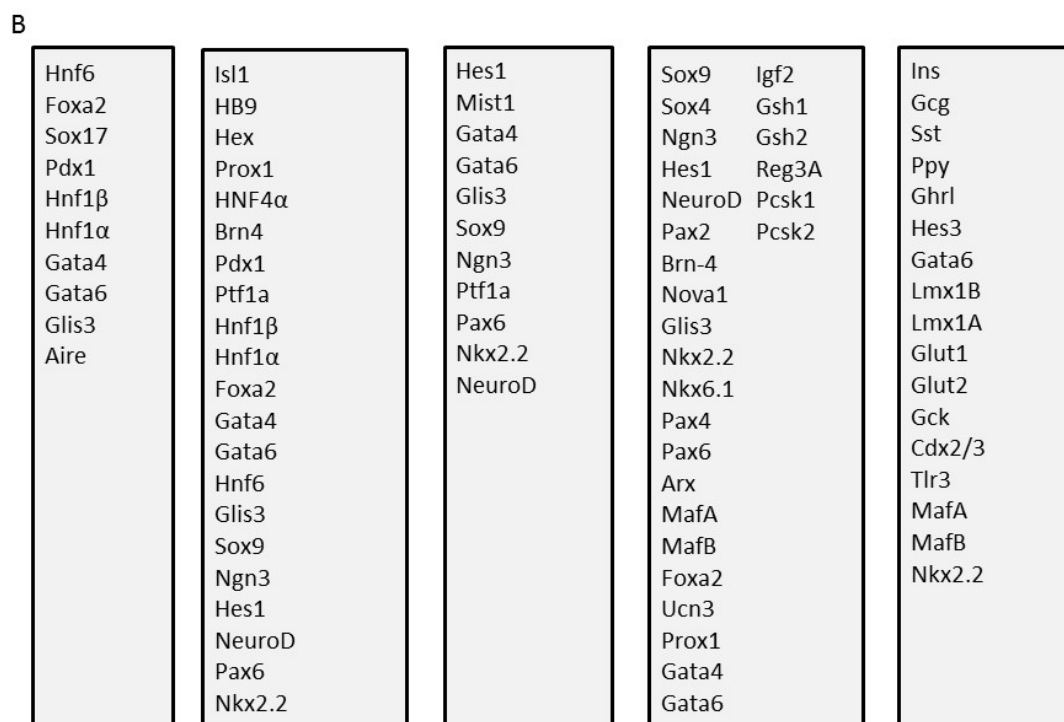 B
Hnf6
Foxa2
Sox17
Pdx1
Hnf1β
Hnf1α
Gata4
Gata6
Glis3
Aire
Isl1
HB9
Hex
Prox1
HNF4α
Brn4
Pdx1
Ptf1a
Hnf1β
Hnf1α
Foxa2
Gata4
Gata6
Hnf6
Glis3
Sox9
Ngn3
Hes1
NeuroD
Pax6
Nkx2.2
Hes1
Mist1
Gata4
Gata6
Glis3
Sox9
Ngn3
Ptf1a
Pax6
Nkx2.2
NeuroD
Sox9
Sox4
Ngn3
Hes1
NeuroD
Pax2
Brn-4
Nova1
Glis3
Nkx2.2
Nkx6.1
Pax4
Pax6
Arx
MafA
MafB
Foxa2
Ucn3
Prox1
Gata4
Gata6
Igf2
Gsh1
Gsh2
Reg3A
Pcsk1
Pcsk2
Ins
Gcg
Sst
Ppy
Ghrl
Hes3
Gata6
Lmx1B
Lmx1A
Glut1
Glut2
Gck
Cdx2/3
Tlr3
MafA
MafB
Nkx2.2